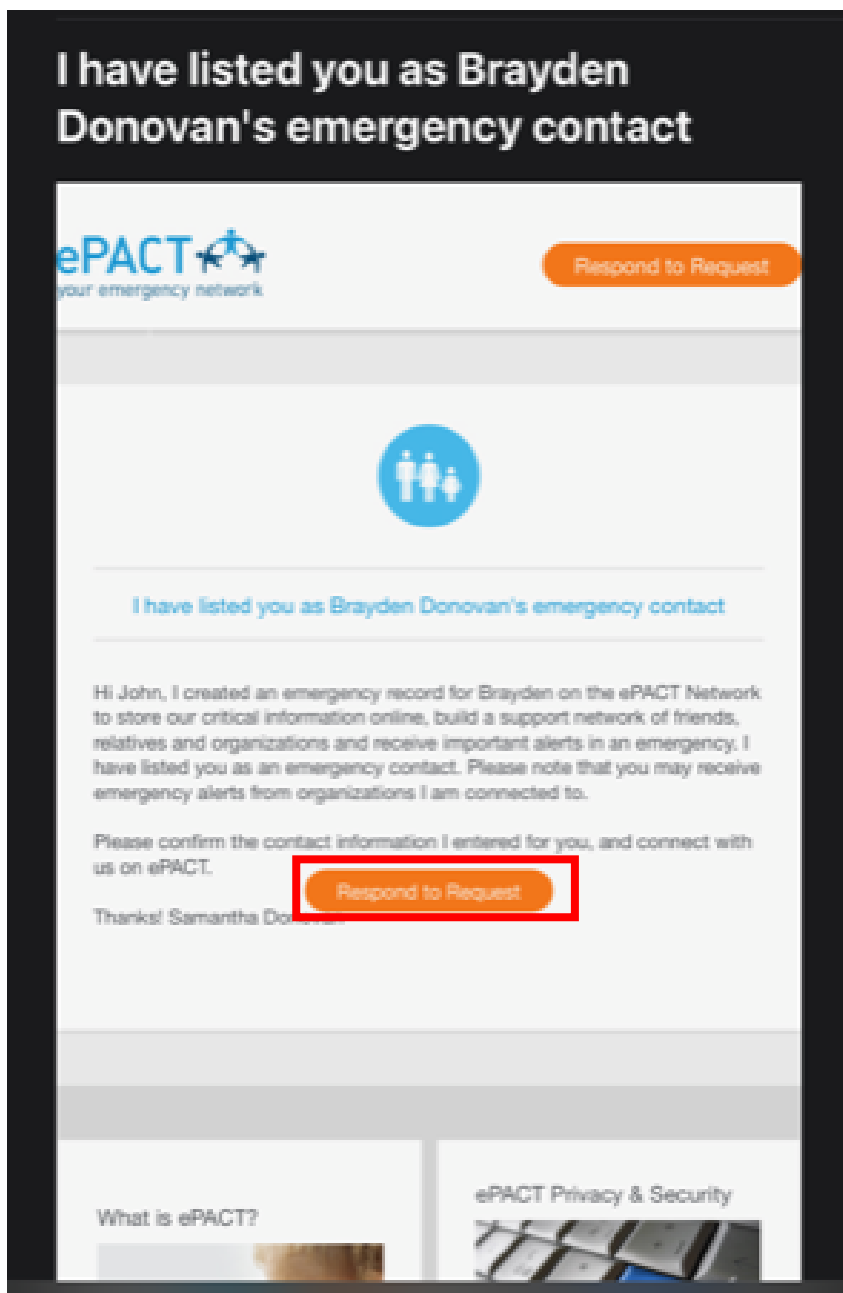 I have listed you as Brayden
Donovan's emergency contact
ePACT
your emergency network
Respond to Request
I have listed you as Brayden Donovan's emergency contact
Hi John, I created an emergency record for Brayden on the ePACT Network
to store our critical information online, build a support network of friends,
relatives and organizations and receive important alerts in an emergency. I
have listed you as an emergency contact. Please note that you may receive
emergency alerts from organizations I am connected to.
Please confirm the contact information I entered for you, and connect with
us on ePACT.
Respond to Request
Thanks! Samantha Donovan
What is ePACT?
ePACT Privacy & Security